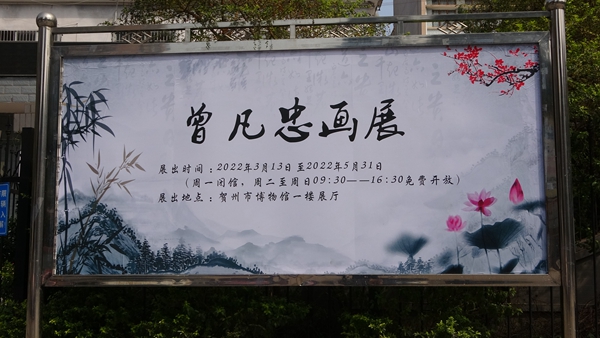 曾凡忠画展
展出时间：2022年3月13日至2022年5月31日
（周一闭馆、周二至周日09:30——16:30免费开放）
展出地点：贺州市博物馆一楼展厅